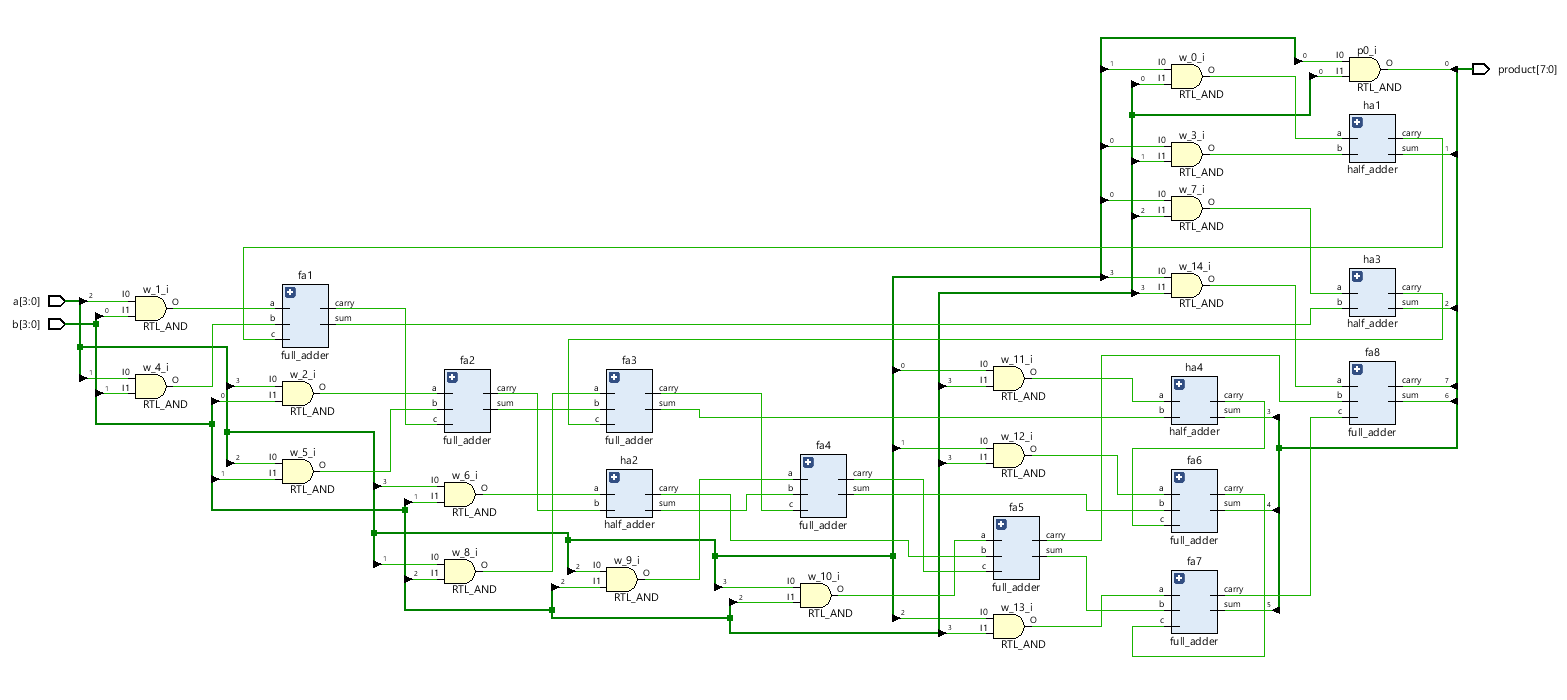 a[3:0]
b[3:0]
2
w_1_i
I0
O
0
I1
RTL_AND
1
w_4_i
I0
O
1
I1
RTL_AND
fa1
a
carry
b
sum
c
full_adder
3
w_2_i
I0
O
0
I1
RTL_AND
2
w_5_i
I0
O
1
I1
RTL_AND
fa2
a
carry
b
sum
c
full_adder
3
w_6_i
I0
O
1
I1
RTL_AND
1
w_8_i
I0
O
2
I1
RTL_AND
fa3
a
carry
b
sum
c
full_adder
ha2
a
carry
b
sum
half_adder
2
w_9_i
I0
O
2
I1
RTL_AND
fa4
a
carry
b
sum
c
full_adder
3
w_10_i
I0
O
2
I1
RTL_AND
0
w_11_i
I0
O
3
I1
RTL_AND
1
w_12_i
I0
O
3
I1
RTL_AND
fa5
a
carry
b
sum
c
full_adder
2
w_13_i
I0
O
3
I1
RTL_AND
1
w_0_i
I0
O
0
I1
RTL_AND
0
w_3_i
I0
O
1
I1
RTL_AND
0
w_7_i
I0
O
2
I1
RTL_AND
3
w_14_i
I0
O
3
I1
RTL_AND
ha4
a
carry
b
sum
3
half_adder
fa6
a
carry
b
sum
4
c
full_adder
fa7
a
carry
b
sum
5
c
full_adder
0
p0_i
I0
O
0
0
I1
RTL_AND
ha1
a
carry
b
sum
1
half_adder
ha3
a
carry
b
sum
2
half_adder
fa8
a
carry
7
b
sum
6
c
full_adder
product[7:0]